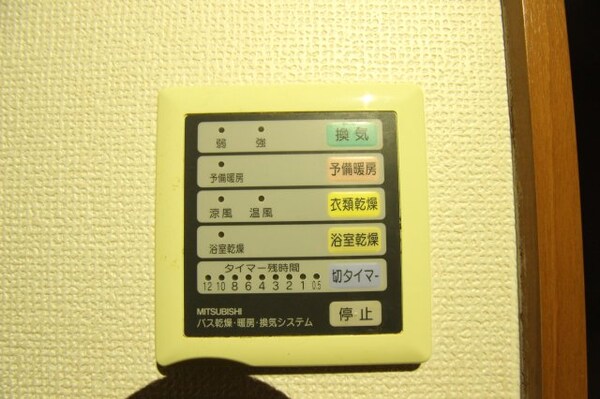 弱 強 換気
予備暖房 予備暖房
涼風 温風 衣類乾燥
浴室乾燥 浴室乾燥
タイマー残時間
12 10 8 6 4 3 2 1 0.5 切タイマー
MITSUBISHI
バス乾燥・暖房・換気システム
停止